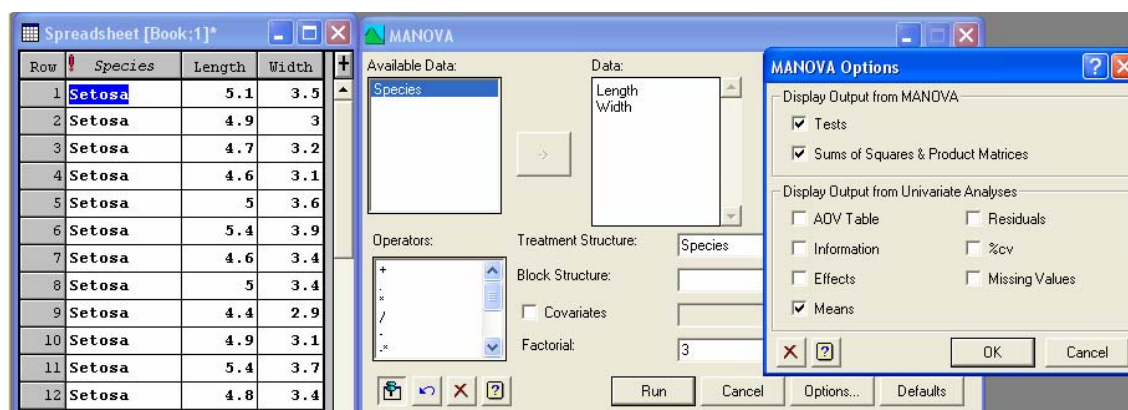 Spreadsheet [Book;1]*
Row ! Species Length Width +
1 Setosa 5.1 3.5
2 Setosa 4.9 3
3 Setosa 4.7 3.2
4 Setosa 4.6 3.1
5 Setosa 5 3.6
6 Setosa 5.4 3.9
7 Setosa 4.6 3.4
8 Setosa 5 3.4
9 Setosa 4.4 2.9
10 Setosa 4.9 3.1
11 Setosa 5.4 3.7
12 Setosa 4.8 3.4
MANOVA
Available Data:
Species
->
Data:
Length
Width
Operators:
+
.
*
/
-
-*
Treatment Structure: Species
Block Structure:
Covariates
Factorial: 3
Run Cancel Options... Defaults
MANOVA Options
Display Output from MANOVA
Tests
Sums of Squares & Product Matrices
Display Output from Univariate Analyses
AOV Table Residuals
Information %cv
Effects Missing Values
Means
OK Cancel